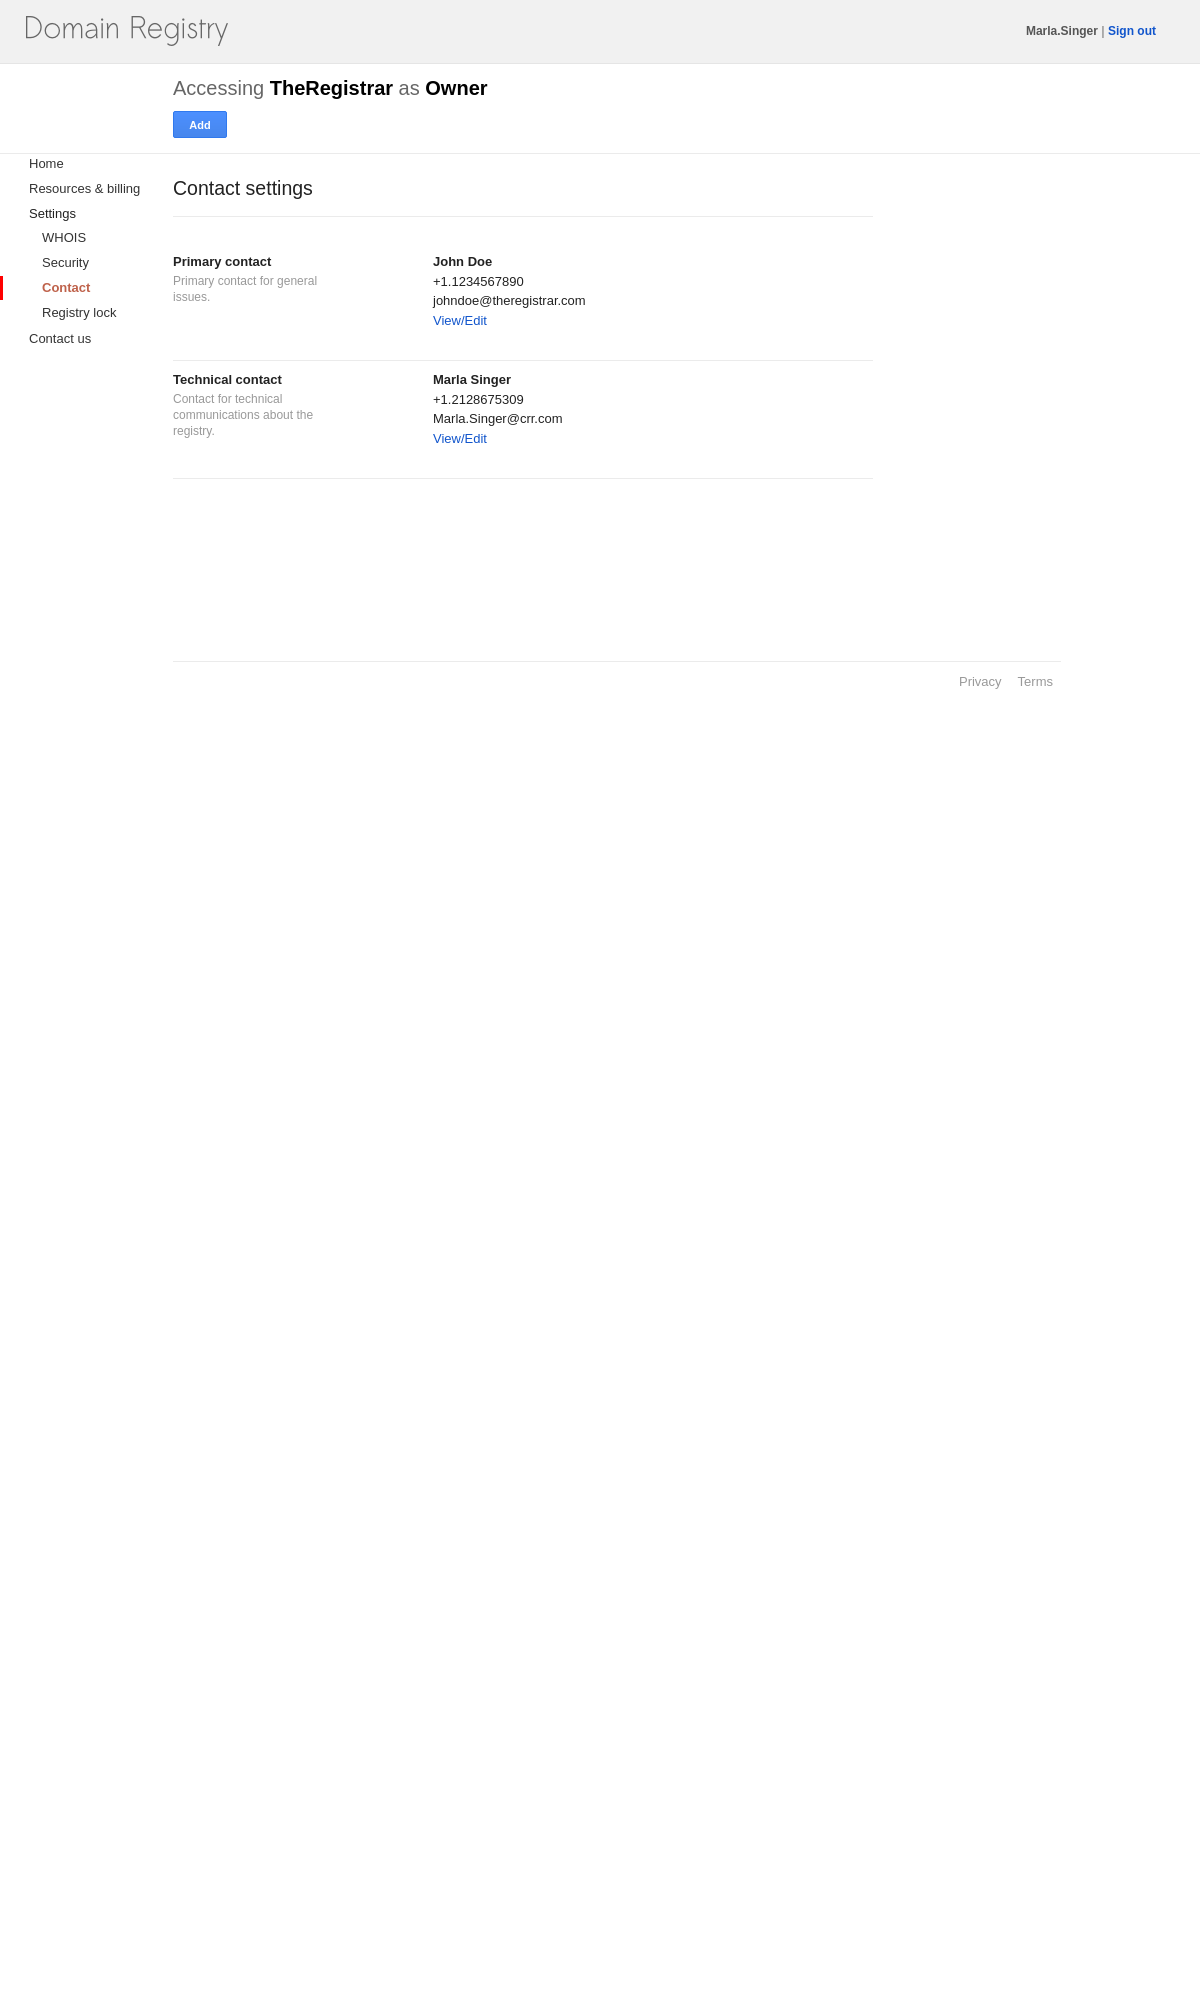 Domain Registry
Marla.Singer | Sign out
Accessing TheRegistrar as Owner
Add
Home
Resources & billing
Settings
WHOIS
Security
Contact
Registry lock
Contact us
Contact settings
Primary contact
Primary contact for general
issues.
John Doe
+1.1234567890
johndoe@theregistrar.com
View/Edit
Technical contact
Contact for technical
communications about the
registry.
Marla Singer
+1.2128675309
Marla.Singer@crr.com
View/Edit
Privacy Terms